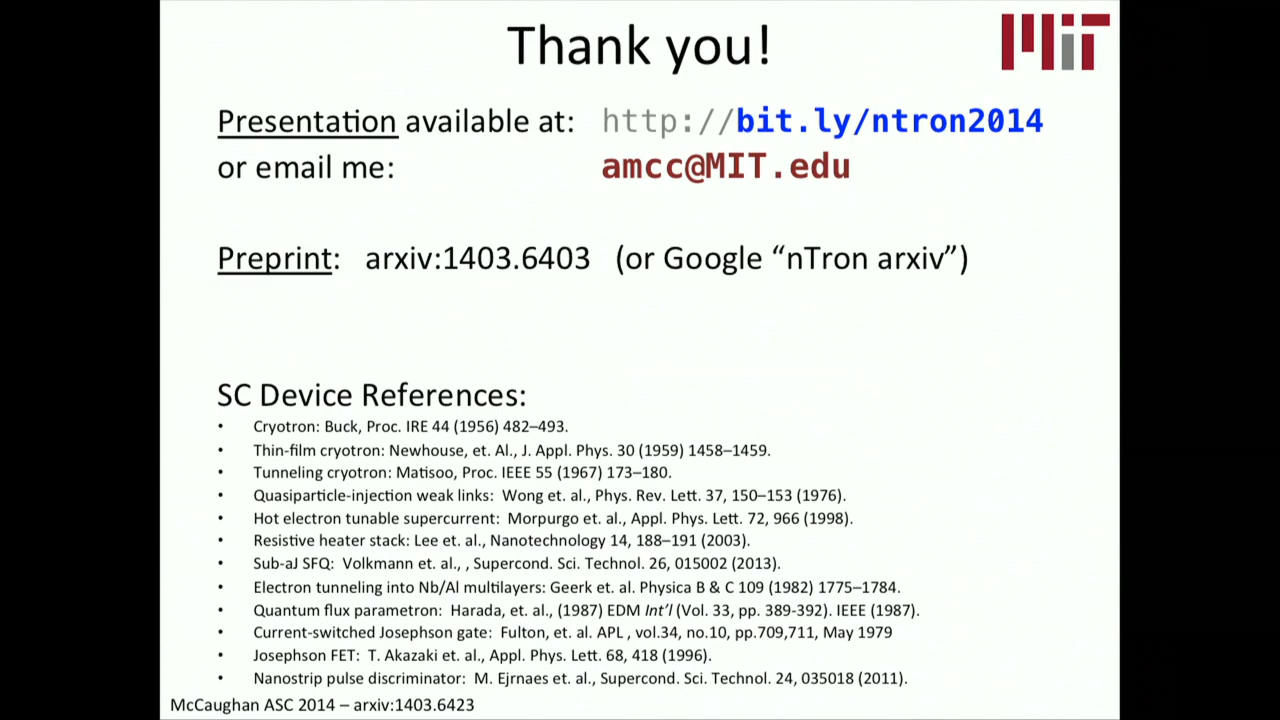 Thank you!
MIT
Presentation available at: http://bit.ly/ntron2014
or email me: amcc@MIT.edu
Preprint: arxiv:1403.6403 (or Google “nTron arxiv”)
SC Device References:
• Cryotron: Buck, Proc. IRE 44 (1956) 482–493.
• Thin-film cryotron: Newhouse, et. Al., J. Appl. Phys. 30 (1959) 1458–1459.
• Tunneling cryotron: Matisoo, Proc. IEEE 55 (1967) 173–180.
• Quasiparticle-injection weak links: Wong et. al., Phys. Rev. Lett. 37, 150–153 (1976).
• Hot electron tunable supercurrent: Morpurgo et. al., Appl. Phys. Lett. 72, 966 (1998).
• Resistive heater stack: Lee et. al., Nanotechnology 14, 188–191 (2003).
• Sub-aJ SFQ: Volkmann et. al., , Supercond. Sci. Technol. 26, 015002 (2013).
• Electron tunneling into Nb/Al multilayers: Geerk et. al. Physica B & C 109 (1982) 1775–1784.
• Quantum flux parametron: Harada, et. al., (1987) EDM Int’l (Vol. 33, pp. 389-392). IEEE (1987).
• Current-switched Josephson gate: Fulton, et. al. APL , vol.34, no.10, pp.709,711, May 1979
• Josephson FET: T. Akazaki et. al., Appl. Phys. Lett. 68, 418 (1996).
• Nanostrip pulse discriminator: M. Ejrnaes et. al., Supercond. Sci. Technol. 24, 035018 (2011).
McCaughan ASC 2014 – arxiv:1403.6423